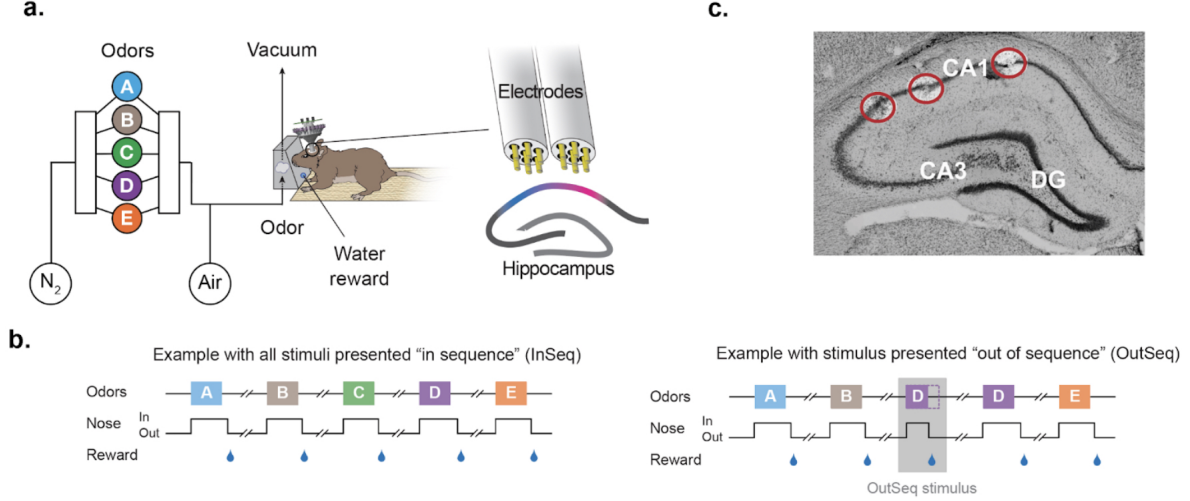 a.
Odors
A
B
C
D
E
N2
Air
Vacuum
Odor
Water
reward
Electrodes
Hippocampus
c.
CA1
CA3
DG
b.
Example with all stimuli presented “in sequence” (InSeq)
Odors A B C D E
Nose In
Out
Reward
Example with stimulus presented “out of sequence” (OutSeq)
Odors A B D D E
Nose In
Out
Reward
OutSeq stimulus